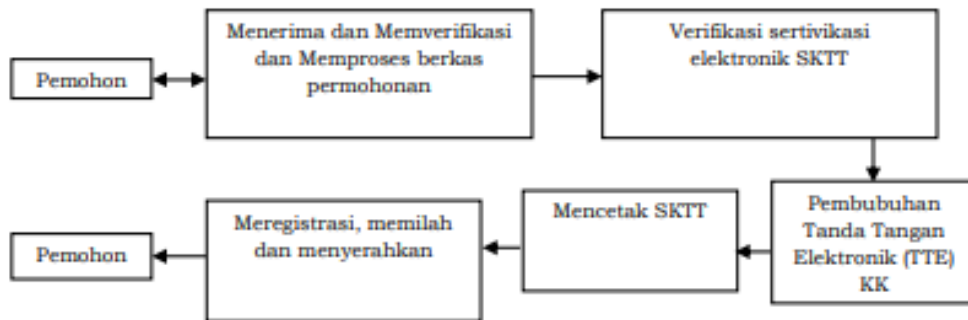 Pemohon
Menerima dan Memverifikasi
dan Memproses berkas
permohonan
Verifikasi sertivikasi
elektronik SKTT
Pembubuhan
Tanda Tangan
Elektronik (TTE)
KK
Mencetak SKTT
Meregistrasi, memilah
dan menyerahkan
Pemohon